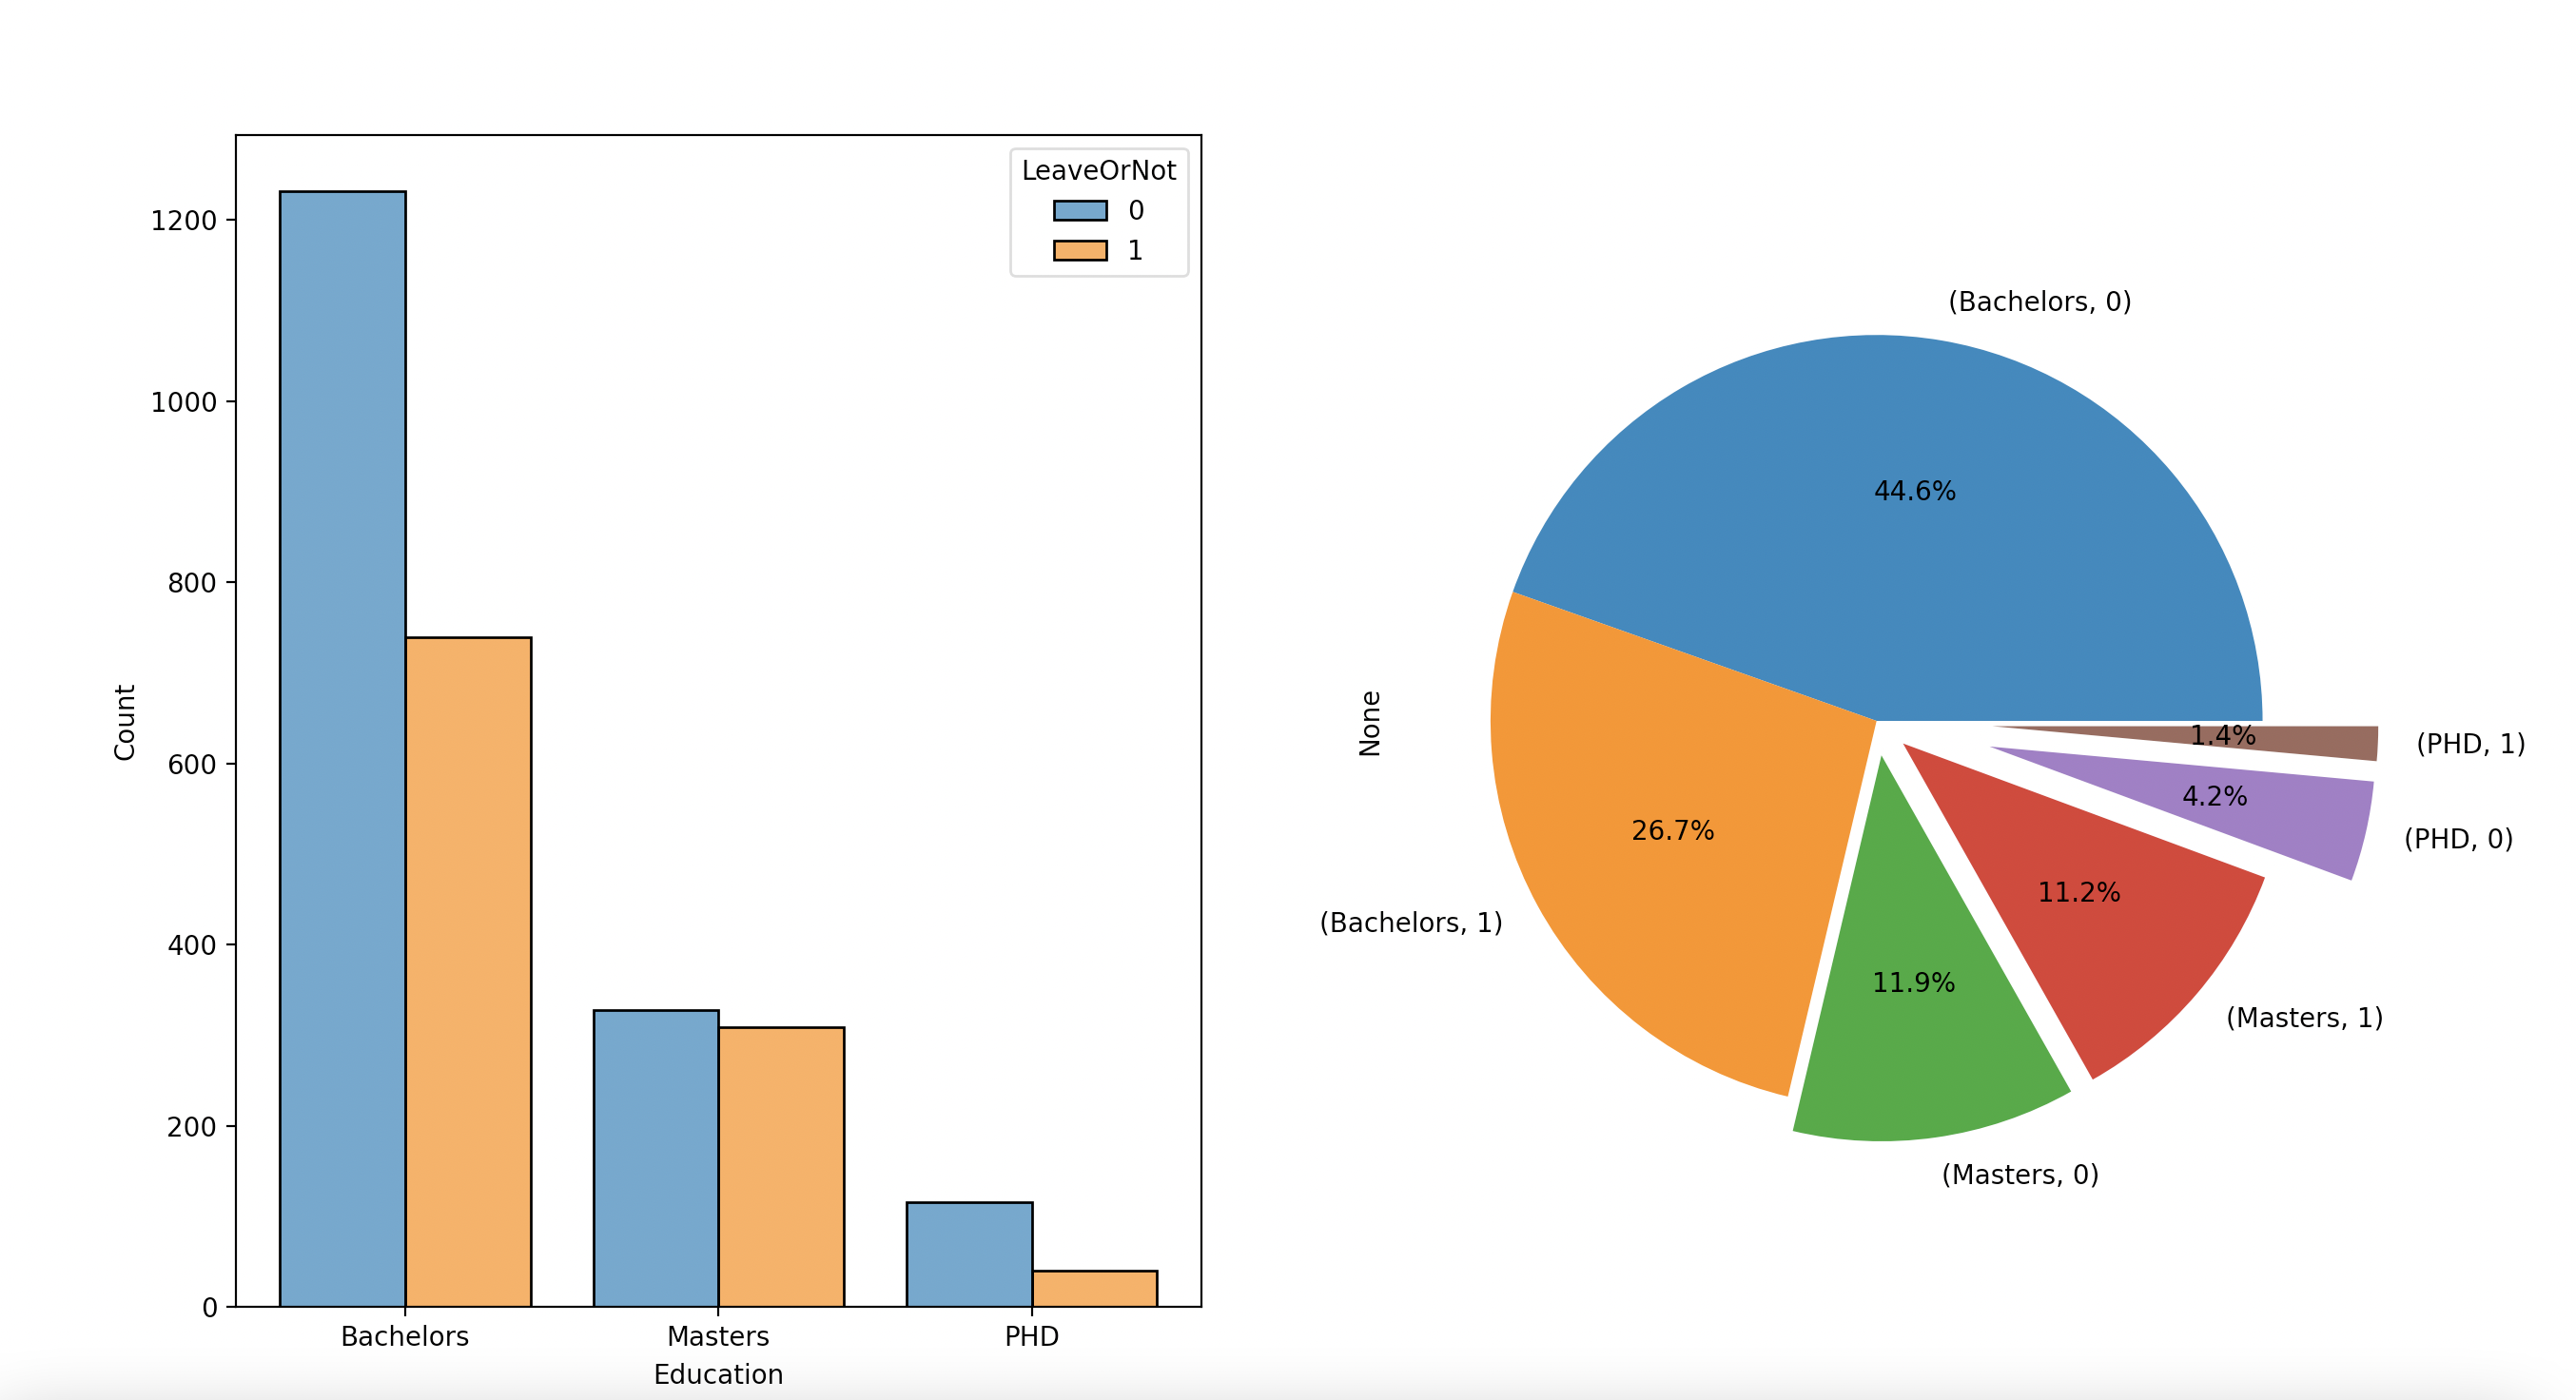 LeaveOrNot
0
1
1200
1000
800
600
400
200
0
Count
Bachelors
Masters
PHD
Education
(Bachelors, 0)
44.6%
1.4%
(PHD, 1)
4.2%
(PHD, 0)
None
26.7%
11.2%
(Bachelors, 1)
11.9%
(Masters, 1)
(Masters, 0)